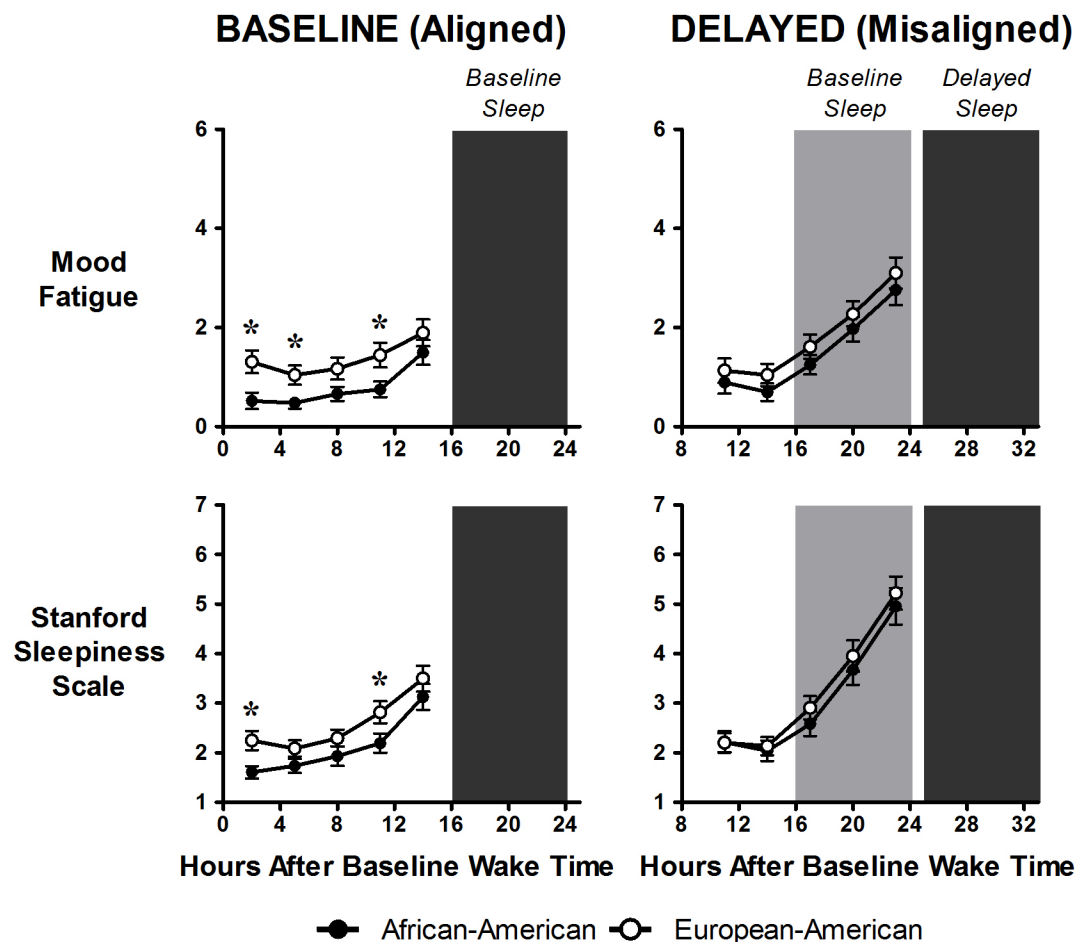 BASELINE (Aligned)
DELAYED (Misaligned)
Baseline
Sleep
Baseline
Sleep
Delayed
Sleep
Mood
Fatigue
6
4
2
0
*
*
*
0 4 8 12 16 20 24
6
4
2
0
8 12 16 20 24 28 32
Stanford
Sleepiness
Scale
7
6
5
4
3
2
1
*
*
0 4 8 12 16 20 24
7
6
5
4
3
2
1
8 12 16 20 24 28 32
Hours After Baseline Wake Time
Hours After Baseline Wake Time
African-American
European-American